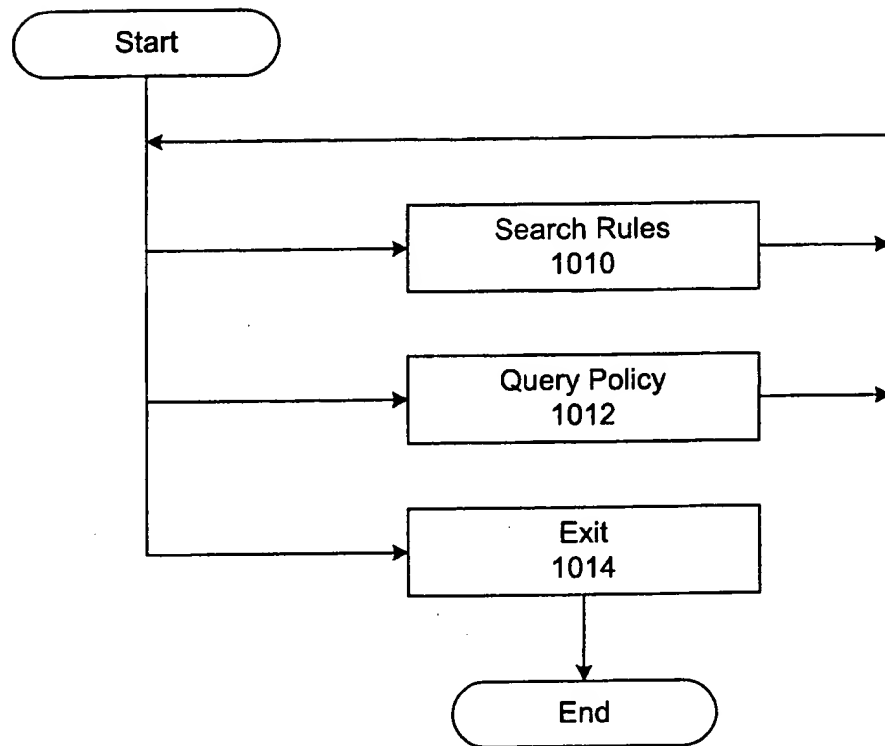 Start
Search Rules
1010
Query Policy
1012
Exit
1014
End